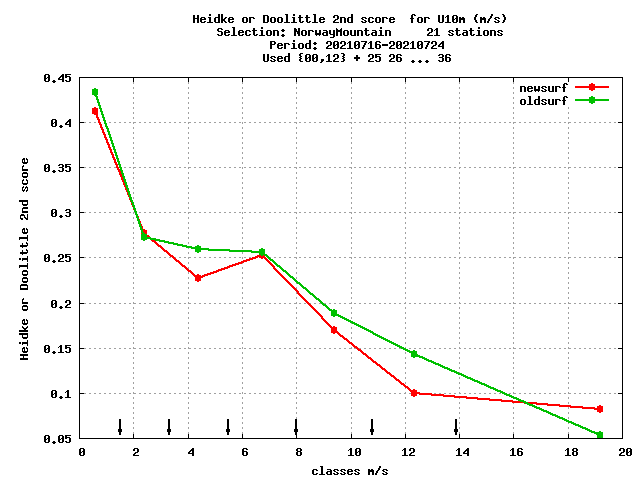 Heidke or Doolittle 2nd score  for U10m (m/s)
Selection: NorwayMountain     21 stations
Period: 20210716-20210724
Used {00,12} + 25 26 ... 36
newsurf
oldsurf
0.45
0.4
0.35
0.3
0.25
0.2
0.15
0.1
0.05
Heidke or Doolittle 2nd score
0 2 4 6 8 10 12 14 16 18 20
classes m/s